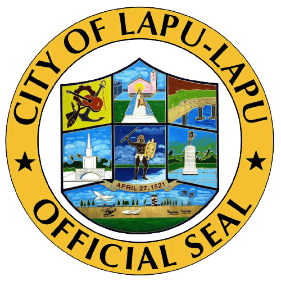 CITY OF LAPU-LAPU
APRIL 27, 1521
OFFICIAL SEAL